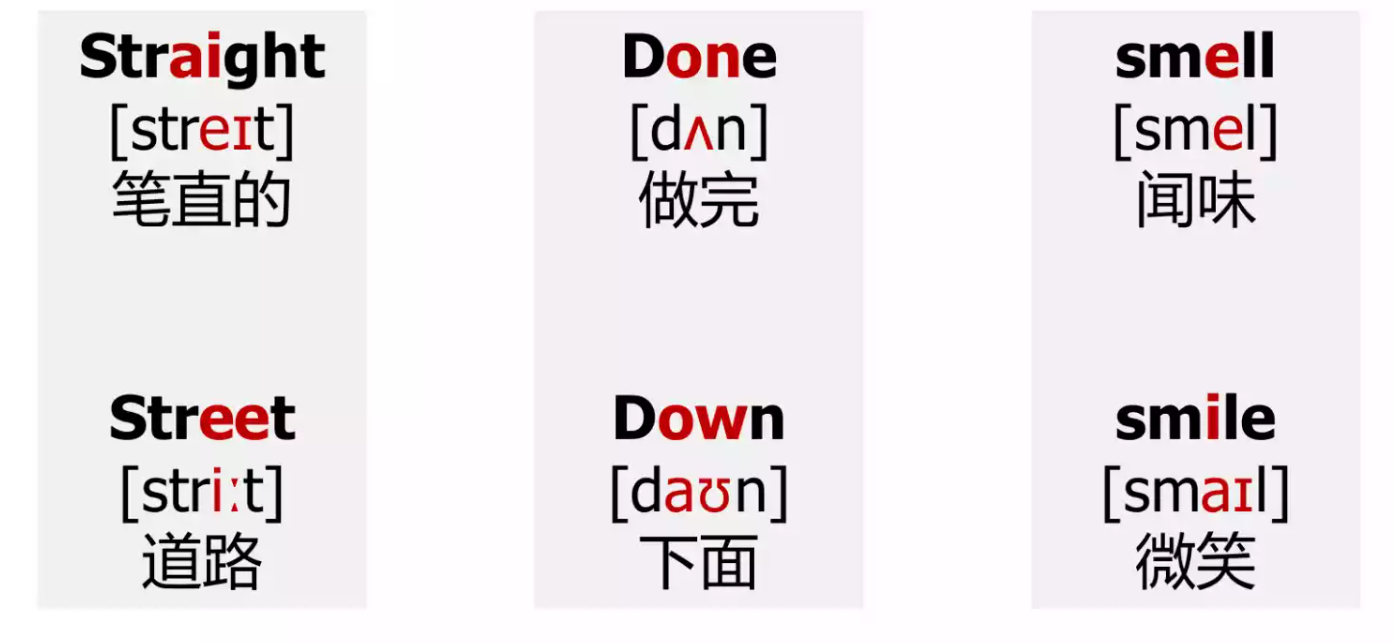 Straight
[streɪt]
笔直的
Street
[striːt]
道路
Done
[dʌn]
做完
Down
[daʊn]
下面
smell
[smel]
闻味
smile
[smaɪl]
微笑